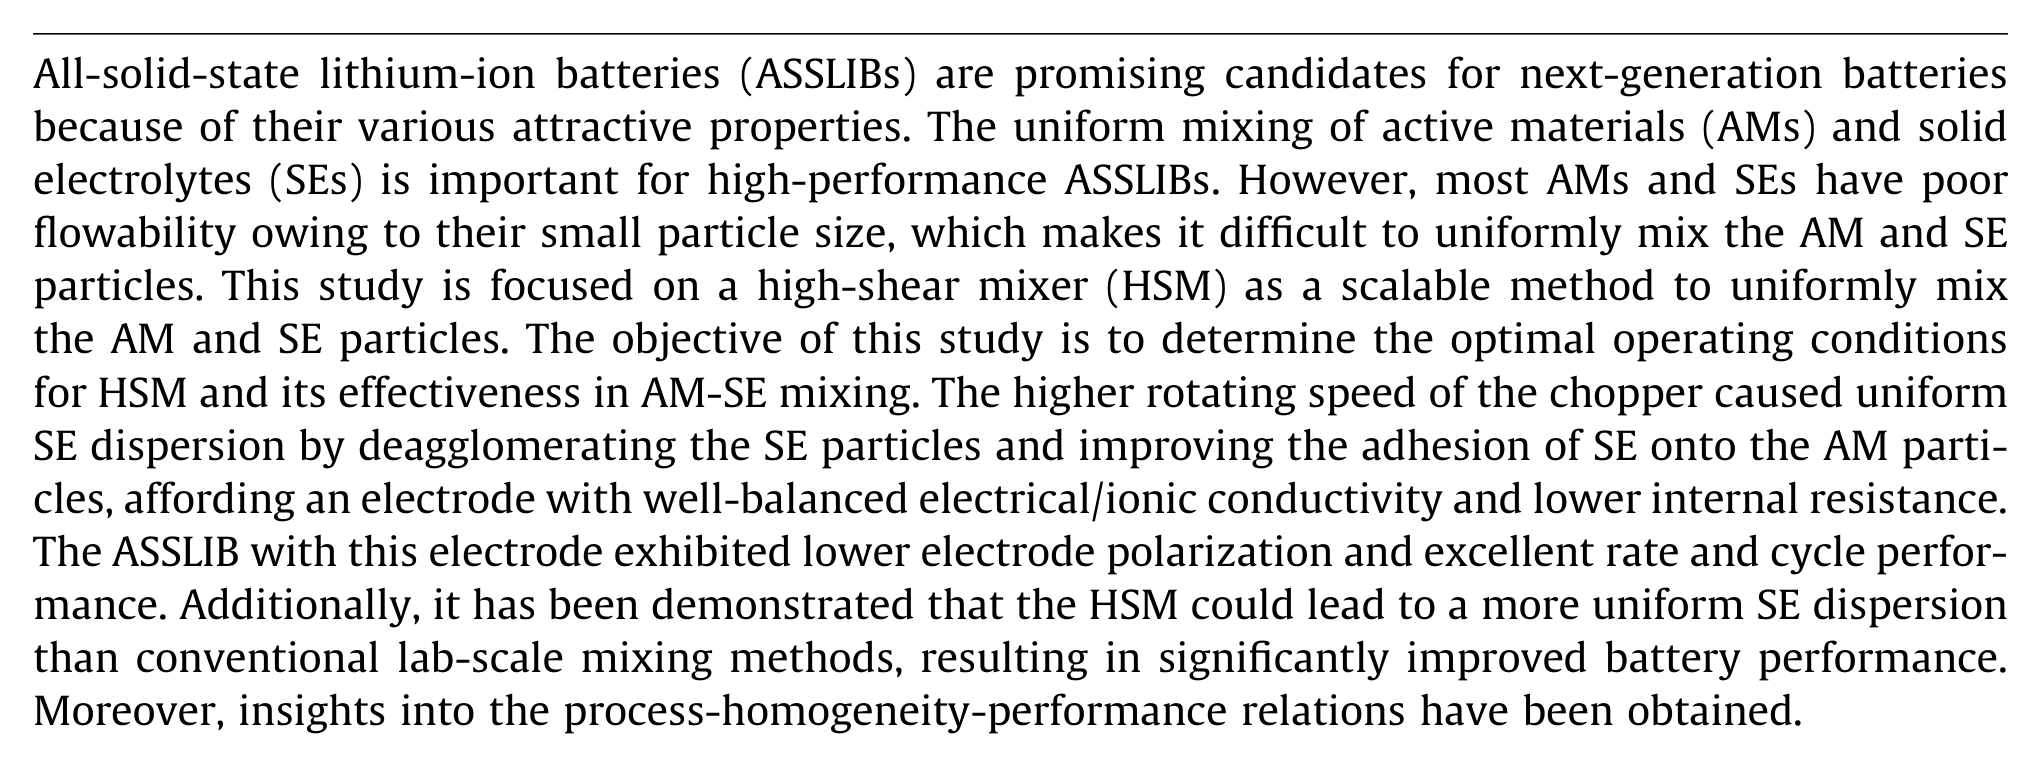 All-solid-state lithium-ion batteries (ASSLIBs) are promising candidates for next-generation batteries
because of their various attractive properties. The uniform mixing of active materials (AMs) and solid
electrolytes (SEs) is important for high-performance ASSLIBs. However, most AMs and SEs have poor
flowability owing to their small particle size, which makes it difficult to uniformly mix the AM and SE
particles. This study is focused on a high-shear mixer (HSM) as a scalable method to uniformly mix
the AM and SE particles. The objective of this study is to determine the optimal operating conditions
for HSM and its effectiveness in AM-SE mixing. The higher rotating speed of the chopper caused uniform
SE dispersion by deagglomerating the SE particles and improving the adhesion of SE onto the AM parti-
cles, affording an electrode with well-balanced electrical/ionic conductivity and lower internal resistance.
The ASSLIB with this electrode exhibited lower electrode polarization and excellent rate and cycle perfor-
mance. Additionally, it has been demonstrated that the HSM could lead to a more uniform SE dispersion
than conventional lab-scale mixing methods, resulting in significantly improved battery performance.
Moreover, insights into the process-homogeneity-performance relations have been obtained.